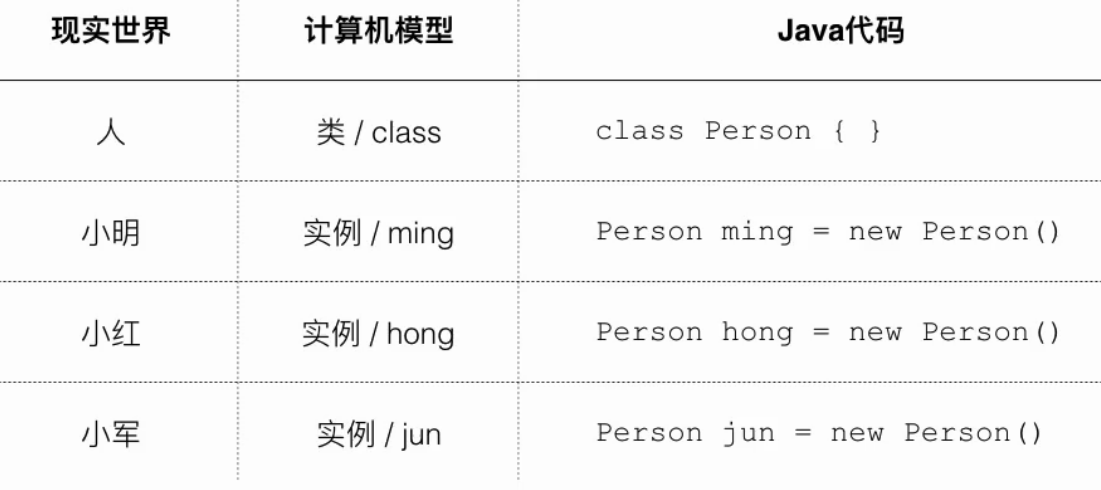 现实世界 计算机模型 Java代码
人 类 / class class Person { }
小明 实例 / ming Person ming = new Person()
小红 实例 / hong Person hong = new Person()
小军 实例 / jun Person jun = new Person()